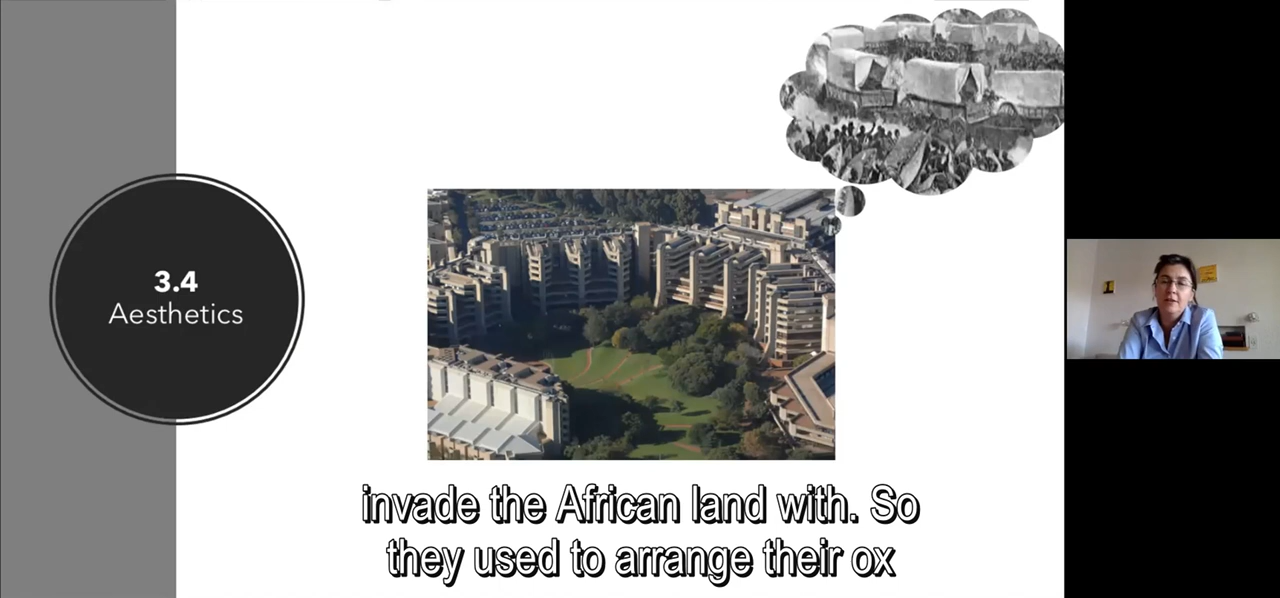 3.4
Aesthetics
invade the African land with. So
they used to arrange their ox